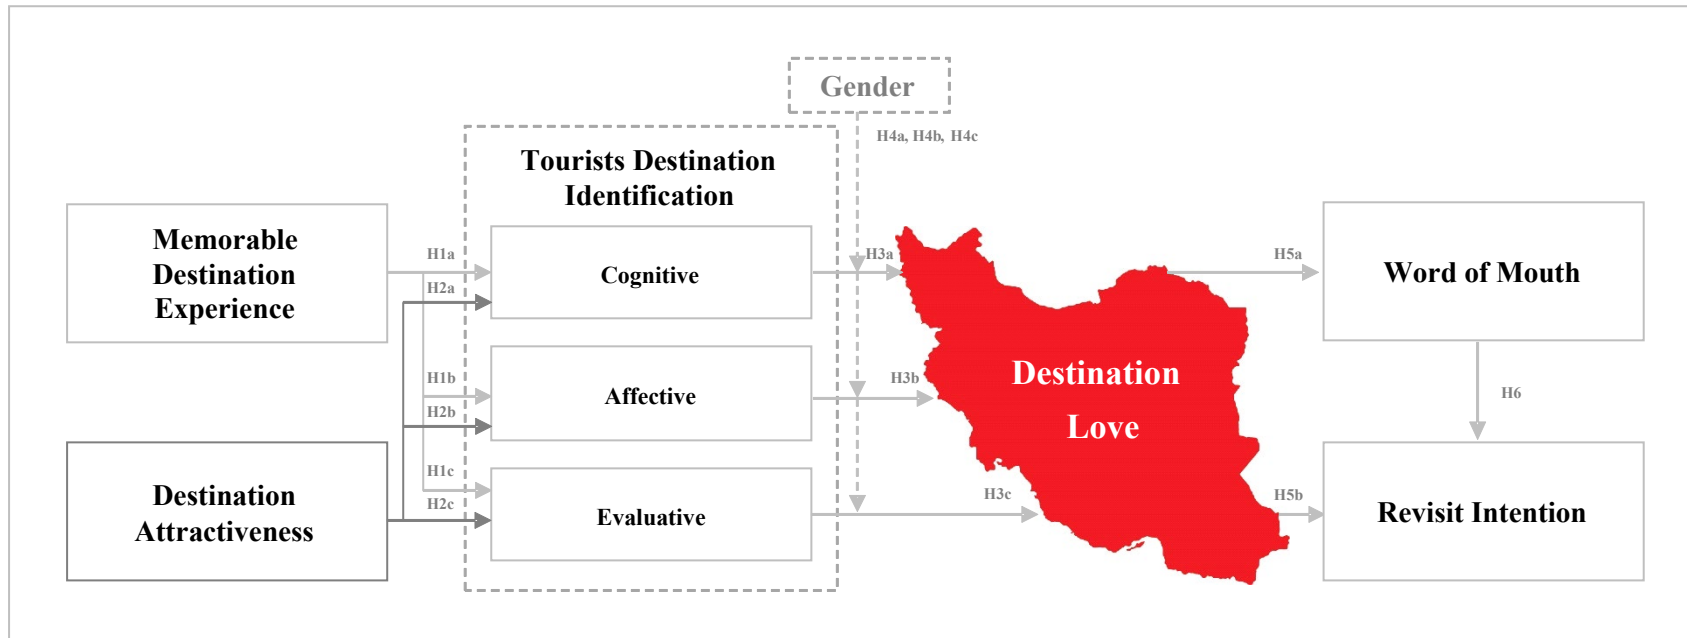 Gender
H4a, H4b, H4c
Tourists Destination
Identification
Memorable
Destination
Experience
H1a
H2a
Cognitive
H3a
H5a
Word of Mouth
H1b
H2b
Affective
H3b
Destination
Love
H6
Destination
Attractiveness
H1c
H2c
Evaluative
H3c
H5b
Revisit Intention